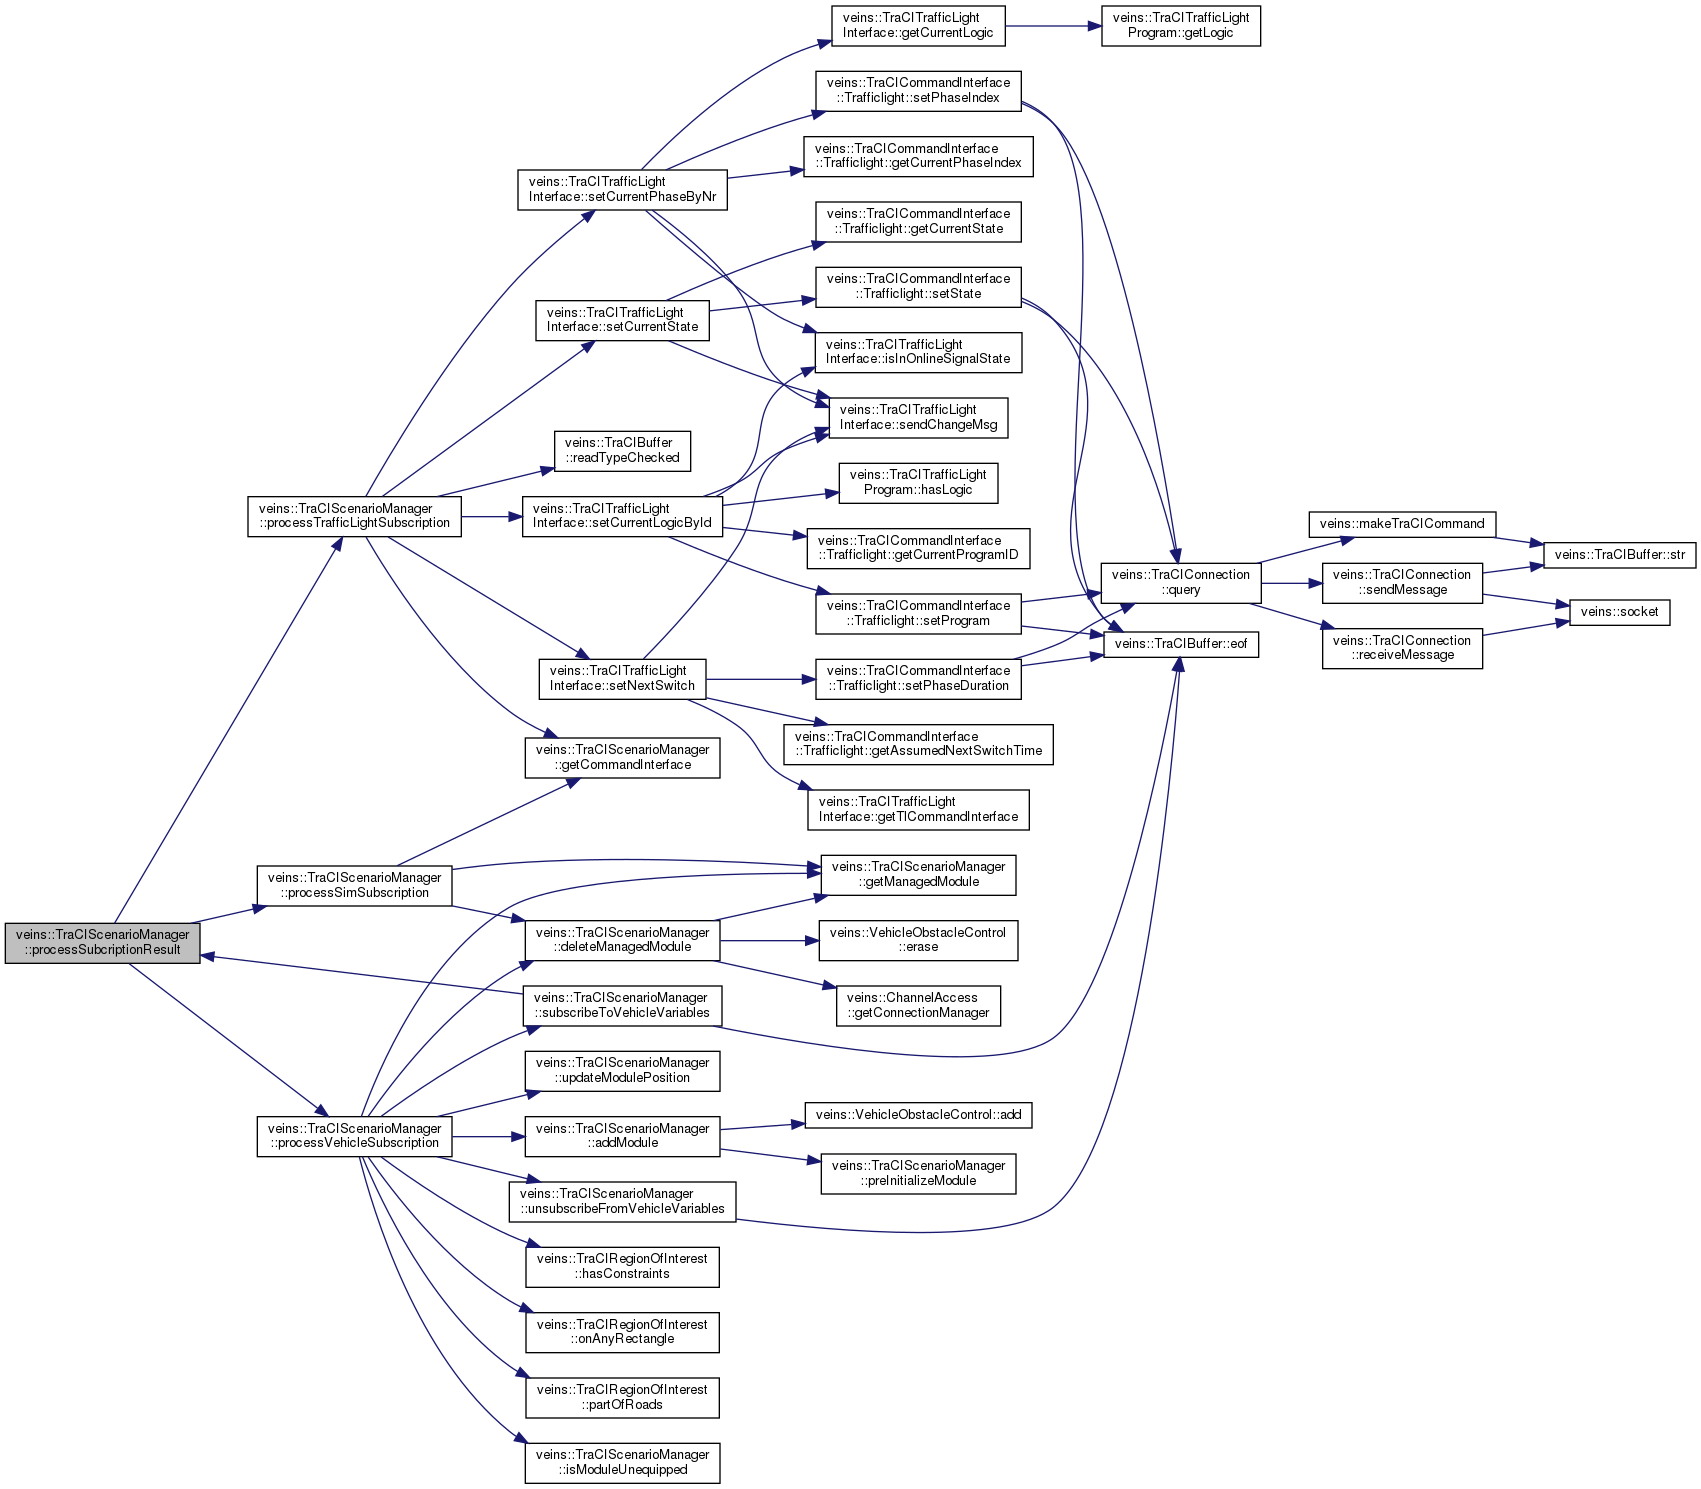 veins::TraCITrafficLight
Interface::getCurrentLogic
veins::TraCITrafficLight
Program::getLogic
veins::TraCICommandInterface
::Trafficlight::setPhaseIndex
veins::TraCICommandInterface
::Trafficlight::getCurrentPhaseIndex
veins::TraCITrafficLight
Interface::setCurrentPhaseByNr
veins::TraCICommandInterface
::Trafficlight::getCurrentState
veins::TraCICommandInterface
::Trafficlight::setState
veins::TraCITrafficLight
Interface::setCurrentState
veins::TraCITrafficLight
Interface::isInOnlineSignalState
veins::TraCITrafficLight
Interface::sendChangeMsg
veins::TraCIBuffer
::readTypeChecked
veins::TraCITrafficLight
Program::hasLogic
veins::TraCIScenarioManager
::processTrafficLightSubscription
veins::TraCITrafficLight
Interface::setCurrentLogicById
veins::TraCICommandInterface
::Trafficlight::getCurrentProgramID
veins::makeTraCICommand
veins::TraCIBuffer::str
veins::TraCIConnection
::query
veins::TraCIConnection
::sendMessage
veins::socket
veins::TraCICommandInterface
::Trafficlight::setProgram
veins::TraCIBuffer::eof
veins::TraCIConnection
::receiveMessage
veins::TraCITrafficLight
Interface::setNextSwitch
veins::TraCICommandInterface
::Trafficlight::setPhaseDuration
veins::TraCICommandInterface
::Trafficlight::getAssumedNextSwitchTime
veins::TraCIScenarioManager
::getCommandInterface
veins::TraCITrafficLight
Interface::getTlCommandInterface
veins::TraCIScenarioManager
::processSimSubscription
veins::TraCIScenarioManager
::getManagedModule
veins::TraCIScenarioManager
::processSubcriptionResult
veins::TraCIScenarioManager
::deleteManagedModule
veins::VehicleObstacleControl
::erase
veins::TraCIScenarioManager
::subscribeToVehicleVariables
veins::ChannelAccess
::getConnectionManager
veins::TraCIScenarioManager
::updateModulePosition
veins::TraCIScenarioManager
::processVehicleSubscription
veins::TraCIScenarioManager
::addModule
veins::VehicleObstacleControl::add
veins::TraCIScenarioManager
::preInitializeModule
veins::TraCIScenarioManager
::unsubscribeFromVehicleVariables
veins::TraCIRegionOfInterest
::hasConstraints
veins::TraCIRegionOfInterest
::onAnyRectangle
veins::TraCIRegionOfInterest
::partOfRoads
veins::TraCIScenarioManager
::isModuleUnequipped